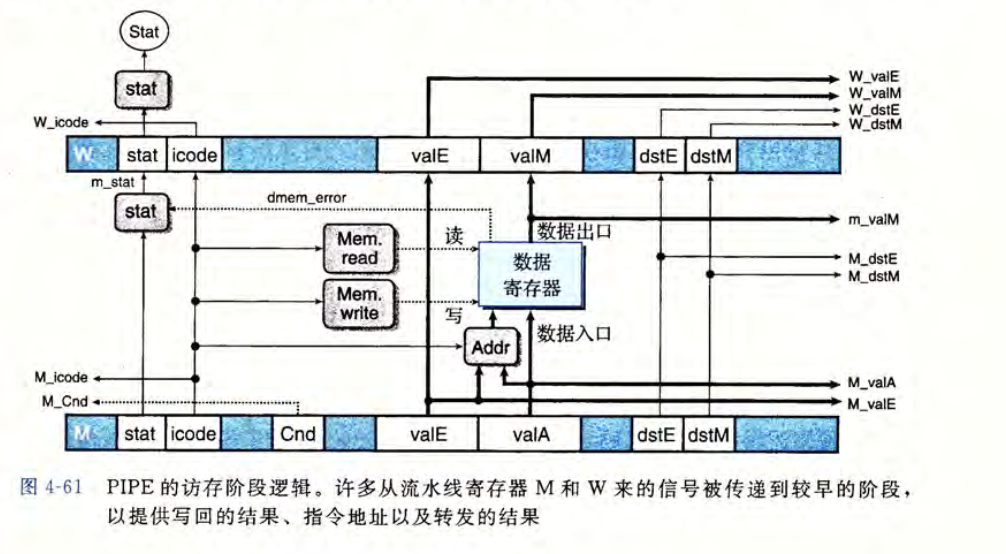 Stat
stat
W_valE
W_valM
W_dstE
W_dstM
W_icode
W stat icode valE valM dstE dstM
m_stat
dmem_error
stat
m_valM
数据出口
Mem. read
读
数据
寄存器
M_dstE
M_dstM
Mem. write
写
数据入口
Addr
M_icode
M_valA
M_Cnd
M_valE
M stat icode Cnd valE valA dstE dstM
图 4-61 PIPE 的访存阶段逻辑。许多从流水线寄存器 M 和 W 来的信号被传递到较早的阶段，
以提供写回的结果、指令地址以及转发的结果